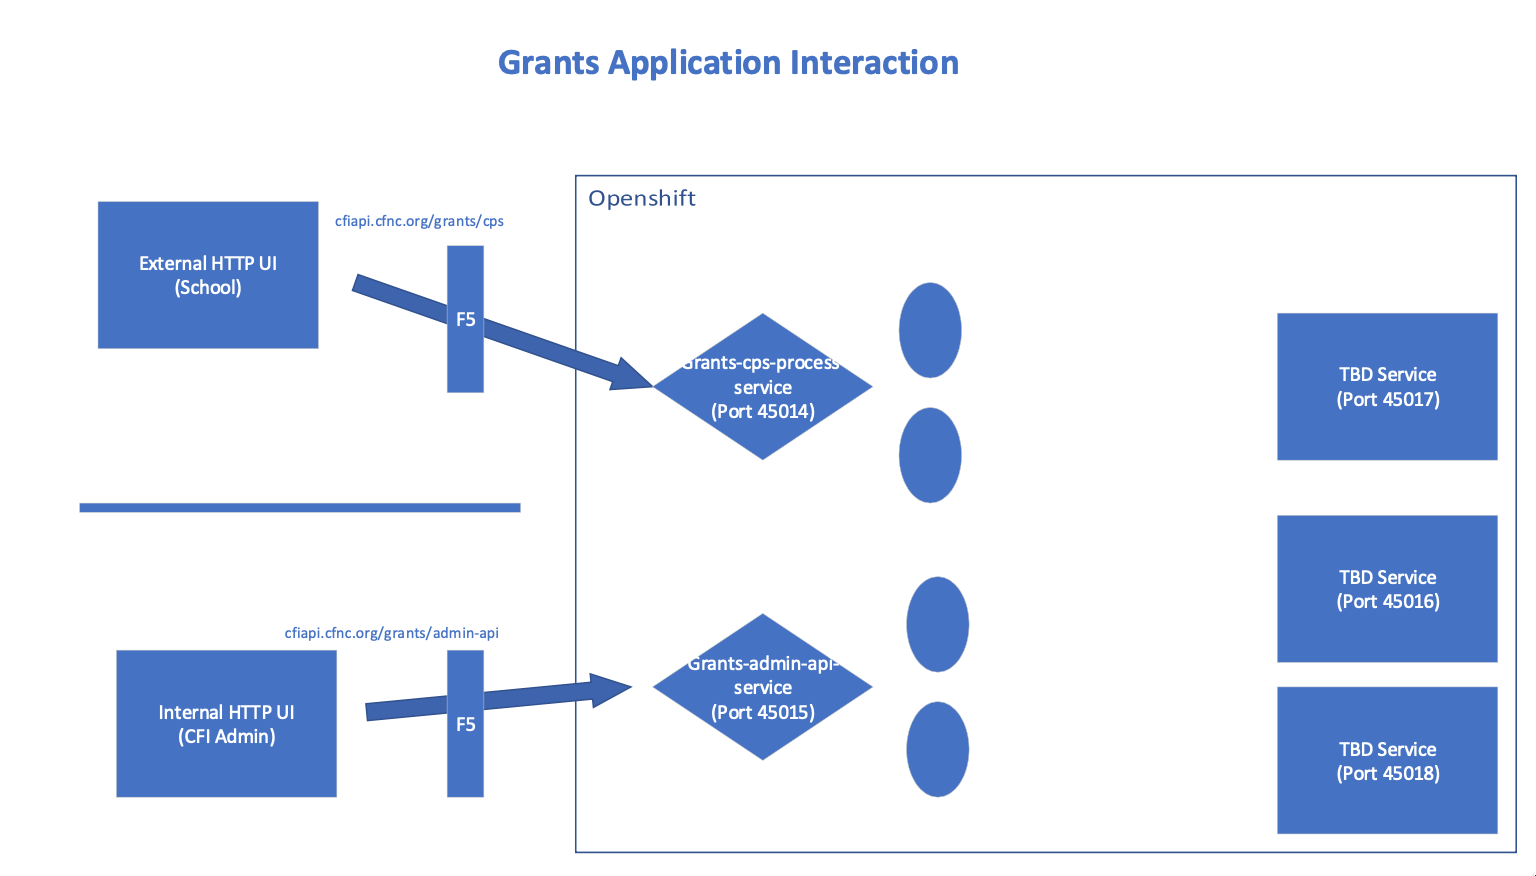 Grants Application Interaction
Openshift
cfiapi.cfnc.org/grants/cps
External HTTP UI
(School)
F5
Grants-cps-process
service
(Port 45014)
TBD Service
(Port 45017)
TBD Service
(Port 45016)
cfiapi.cfnc.org/grants/admin-api
Internal HTTP UI
(CFI Admin)
F5
Grants-admin-api-
service
(Port 45015)
TBD Service
(Port 45018)